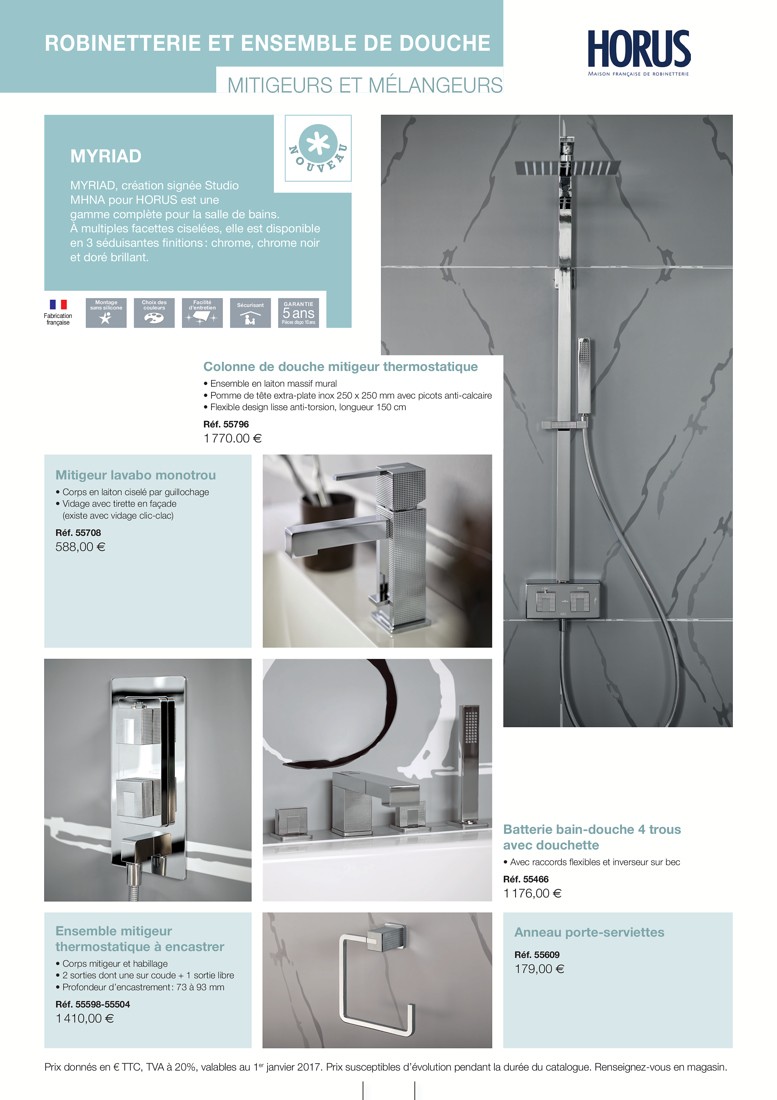 ROBINETTERIE ET ENSEMBLE DE DOUCHE
MITIGEURS ET MÉLANGEURS
HORUS
MAISON FRANÇAISE DE ROBINETTERIE
NOUVEAU
MYRIAD
MYRIAD, création signée Studio
MHNA pour HORUS est une
gamme complète pour la salle de bains.
À multiples facettes ciselées, elle est disponible
en 3 séduisantes finitions : chrome, chrome noir
et doré brillant.
Fabrication
française
Montage
sans silicone
Choix des
couleurs
Facilité
d'entretien
Sécurisant
GARANTIE
5 ans
Colonne de douche mitigeur thermostatique
• Ensemble en laiton massif mural
• Pomme de tête extra-plate inox 250 x 250 mm avec picots anti-calcaire
• Flexible design lisse anti-torsion, longueur 150 cm
Réf. 55796
1 770.00 €
Mitigeur lavabo monotrou
• Corps en laiton ciselé par guillochage
• Vidage avec tirette en façade
(existe avec vidage clic-clac)
Réf. 55708
588,00 €
Batterie bain-douche 4 trous
avec douchette
• Avec raccords flexibles et inverseur sur bec
Réf. 55466
1 176,00 €
Ensemble mitigeur
thermostatique à encastrer
• Corps mitigeur et habillage
• 2 sorties dont une sur coude + 1 sortie libre
• Profondeur d'encastrement : 73 à 93 mm
Réf. 55598-55504
1 410,00 €
Anneau porte-serviettes
Réf. 55609
179,00 €
Prix donnés en € TTC, TVA à 20%, valables au 1er janvier 2017. Prix susceptibles d'évolution pendant la durée du catalogue. Renseignez-vous en magasin.